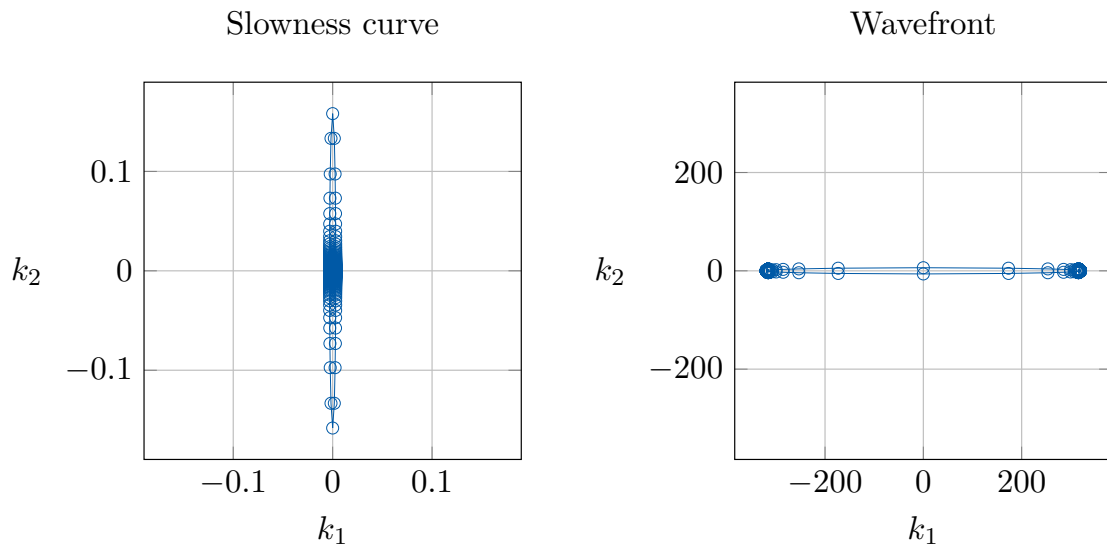 Slowness curve
0.1
0
−0.1
k₂
−0.1 0 0.1
k₁
Wavefront
200
0
−200
k₂
−200 0 200
k₁